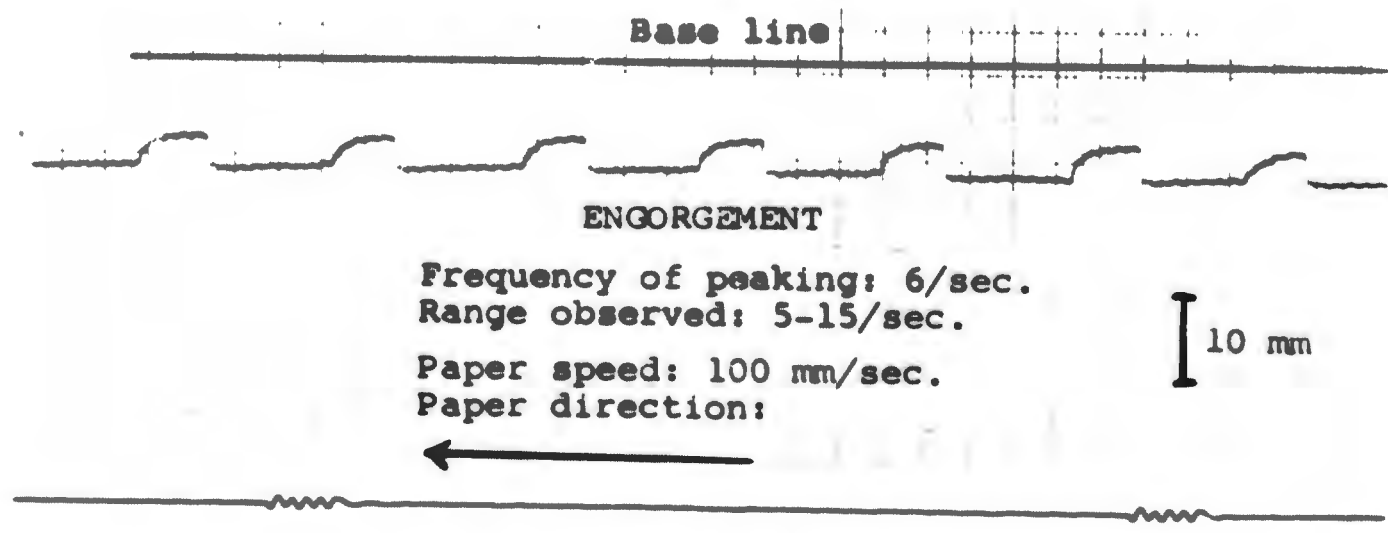 Base line
ENGORGEMENT
Frequency of peaking: 6/sec.
Range observed: 5-15/sec.
10 mm
Paper speed: 100 mm/sec.
Paper direction: